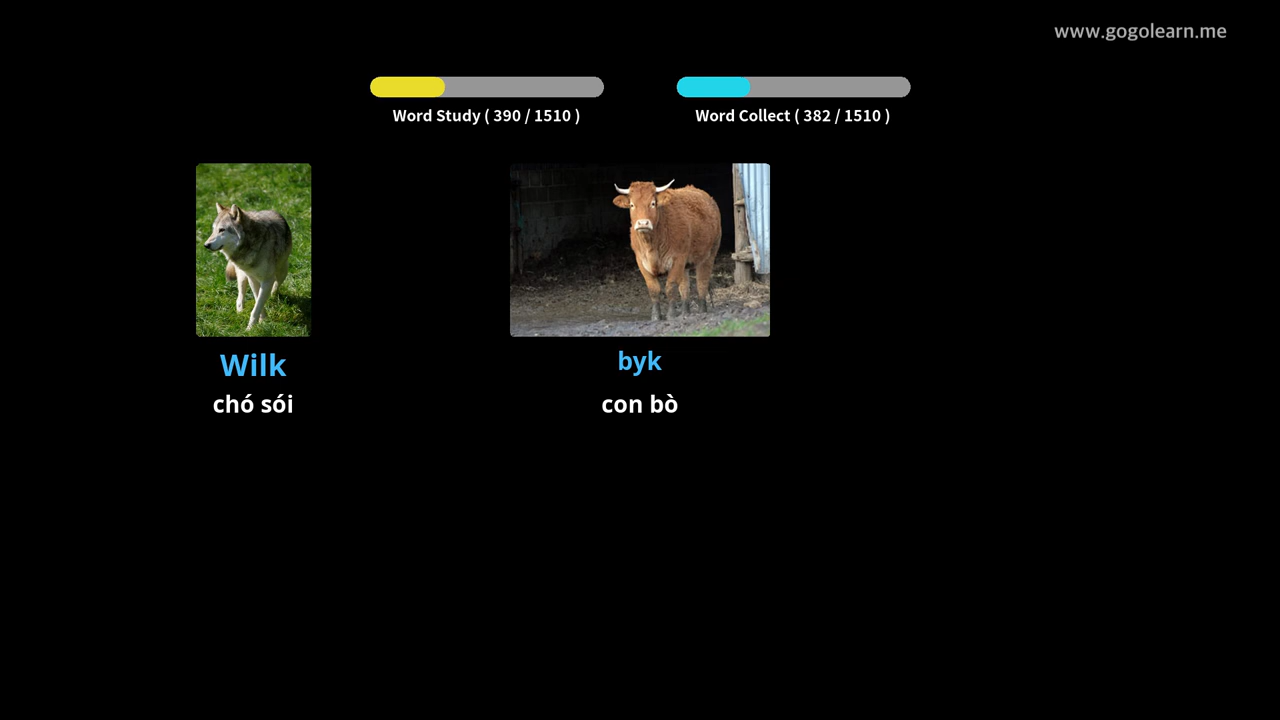 www.gogolearn.me
Word Study ( 390 / 1510 )
Word Collect ( 382 / 1510 )
Wilk
chó sói
byk
con bò